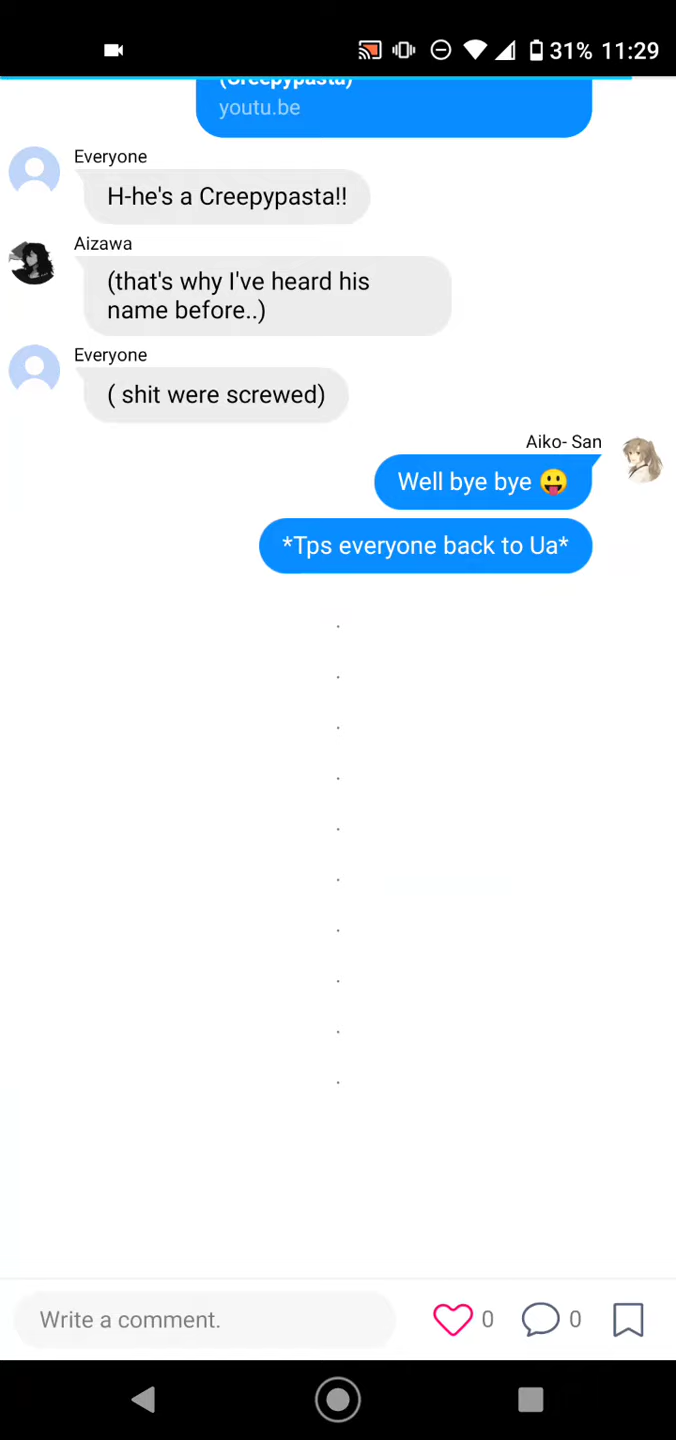 31% 11:29
(Creepypasta)
youtu.be
Everyone
H-he's a Creepypasta!!
Aizawa
(that's why I've heard his
name before..)
Everyone
( shit were screwed)
Aiko- San
Well bye bye 😛
*Tps everyone back to Ua*
.
.
.
.
.
.
.
.
.
.
Write a comment.
0
0